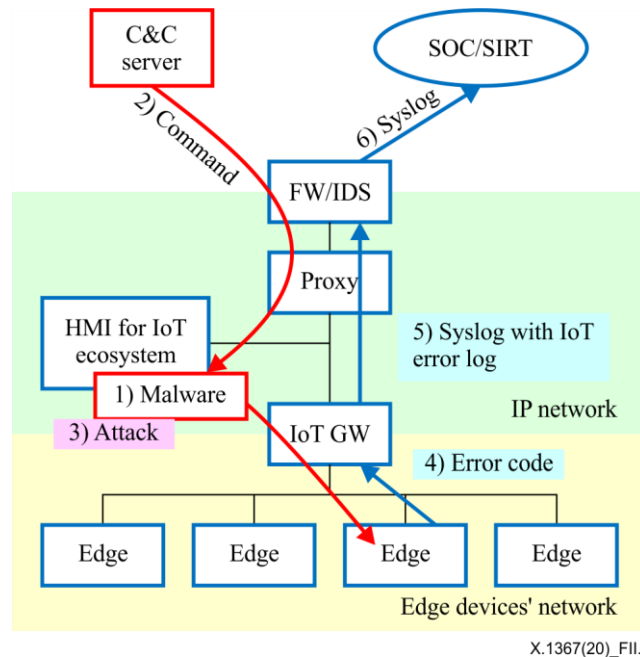 C&C
server
SOC/SIRT
2) Command
6) Syslog
FW/IDS
Proxy
HMI for IoT
ecosystem
5) Syslog with IoT
error log
1) Malware
3) Attack
IoT GW
IP network
4) Error code
Edge
Edge
Edge
Edge
Edge devices' network
X.1367(20)_FII.